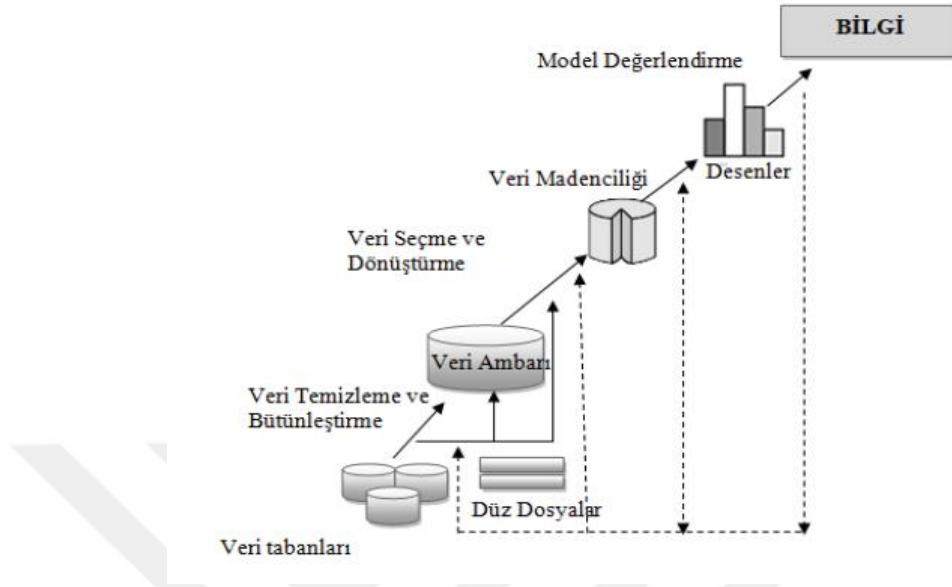 BİLGİ
Model Değerlendirme
Desenler
Veri Madenciliği
Veri Seçme ve
Dönüştürme
Veri Ambarı
Veri Temizleme ve
Bütünleştirme
Düz Dosyalar
Veri tabanları